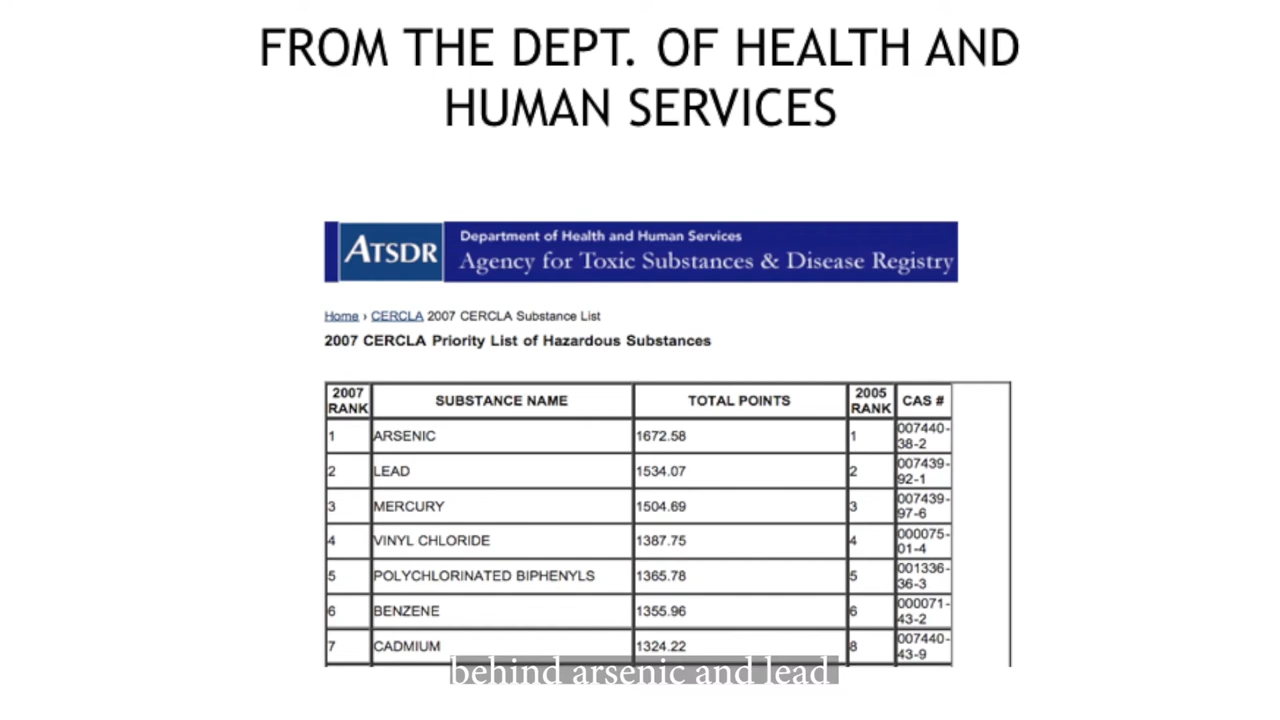 FROM THE DEPT. OF HEALTH AND
HUMAN SERVICES
ATSDR
Department of Health and Human Services
Agency for Toxic Substances & Disease Registry
Home › CERCLA 2007 CERCLA Substance List
2007 CERCLA Priority List of Hazardous Substances
2007 RANK SUBSTANCE NAME TOTAL POINTS 2005 RANK CAS #
1 ARSENIC 1672.58 1 007440-38-2
2 LEAD 1534.07 2 007439-92-1
3 MERCURY 1504.69 3 007439-97-6
4 VINYL CHLORIDE 1387.75 4 000075-01-4
5 POLYCHLORINATED BIPHENYLS 1365.78 5 001336-36-3
6 BENZENE 1355.96 6 000071-43-2
7 CADMIUM 1324.22 8 007440-43-9
behind arsenic and lead